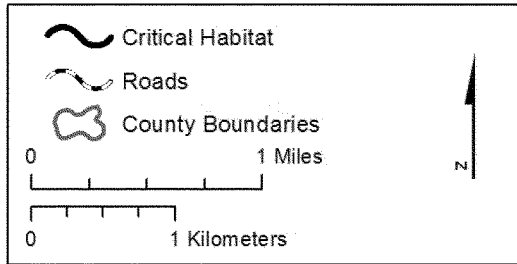 Critical Habitat
Roads
County Boundaries
0 1 Miles
0 1 Kilometers
N